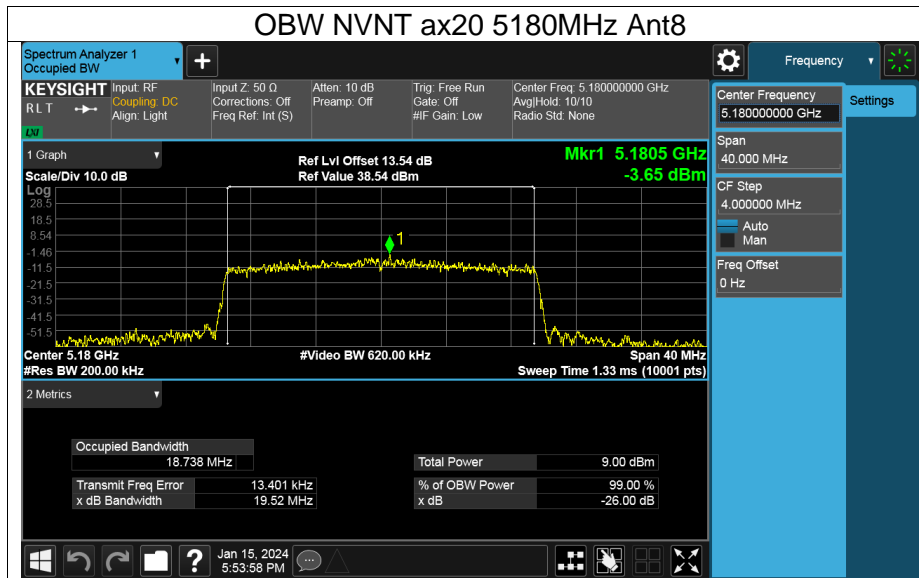 OBW NVNT ax20 5180MHz Ant8
Spectrum Analyzer 1
Occupied BW
+
Frequency
KEYSIGHT
R L T
LXI
Input: RF
Coupling: DC
Align: Light
Input Z: 50 Ω
Corrections: Off
Freq Ref: Int (S)
Atten: 10 dB
Preamp: Off
Trig: Free Run
Gate: Off
#IF Gain: Low
Center Freq: 5.180000000 GHz
Avg|Hold: 10/10
Radio Std: None
Center Frequency
5.180000000 GHz
Settings
Span
40.000 MHz
CF Step
4.000000 MHz
Auto
Man
Freq Offset
0 Hz
1 Graph
Scale/Div 10.0 dB
Ref Lvl Offset 13.54 dB
Ref Value 38.54 dBm
Mkr1 5.1805 GHz
-3.65 dBm
Log
28.5
18.5
8.54
-1.46
-11.5
-21.5
-31.5
-41.5
-51.5
1
Center 5.18 GHz
#Video BW 620.00 kHz
Span 40 MHz
#Res BW 200.00 kHz
Sweep Time 1.33 ms (10001 pts)
2 Metrics
Occupied Bandwidth
18.738 MHz
Total Power 9.00 dBm
Transmit Freq Error 13.401 kHz
% of OBW Power 99.00 %
x dB Bandwidth 19.52 MHz
x dB -26.00 dB
?
Jan 15, 2024
5:53:58 PM